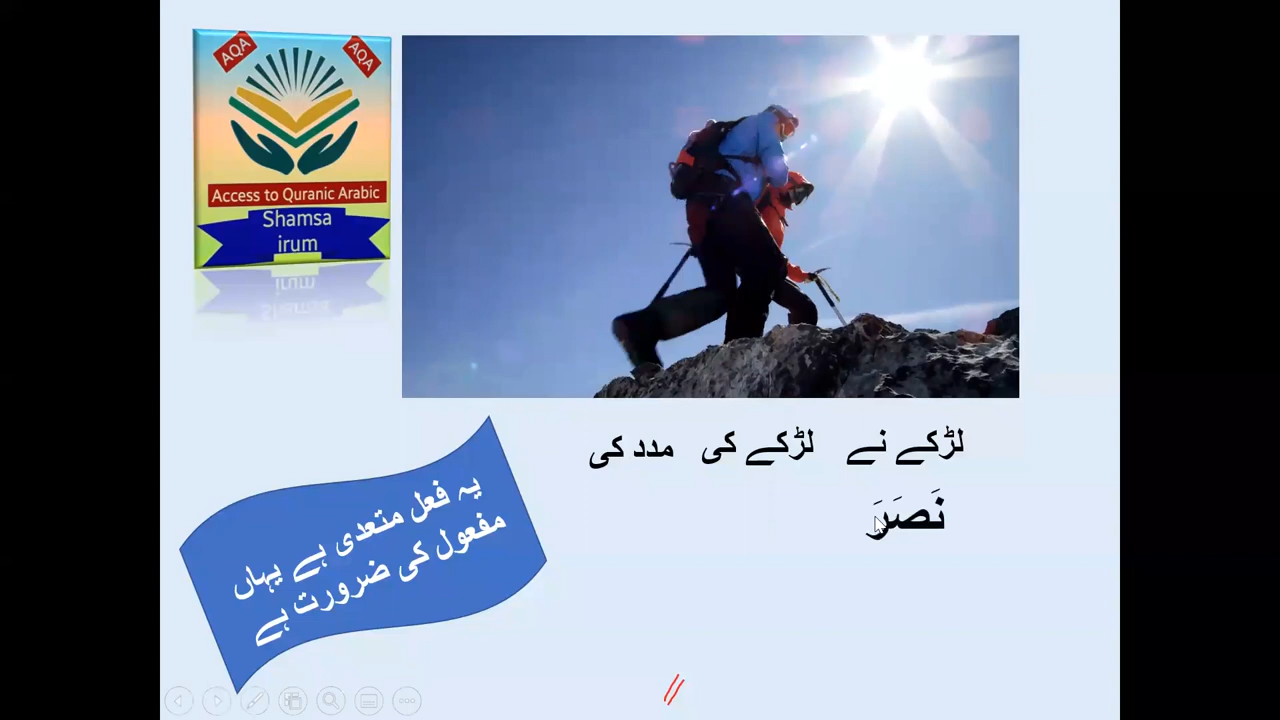 AQA
AQA
Access to Quranic Arabic
Shamsa
irum
لڑکے نے لڑکے کی مدد کی
نَصَرَ
یہ فعل متعدی ہے یہاں
مفعول کی ضرورت ہے